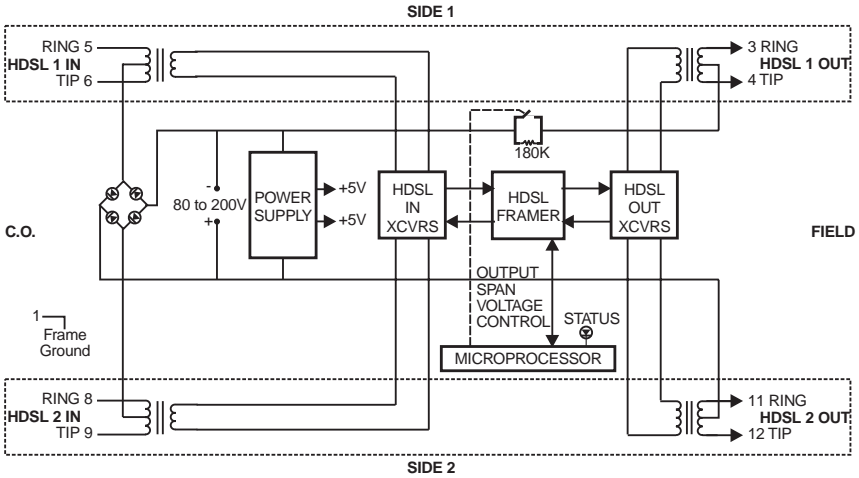 SIDE 1
RING 5
HDSL 1 IN
TIP 6
3 RING
HDSL 1 OUT
4 TIP
180K
-
80 to 200V
+
POWER
SUPPLY
+5V
+5V
HDSL
IN
XCVRS
HDSL
FRAMER
HDSL
OUT
XCVRS
C.O.
FIELD
OUTPUT
SPAN
VOLTAGE
CONTROL
STATUS
1
Frame
Ground
MICROPROCESSOR
RING 8
HDSL 2 IN
TIP 9
11 RING
HDSL 2 OUT
12 TIP
SIDE 2